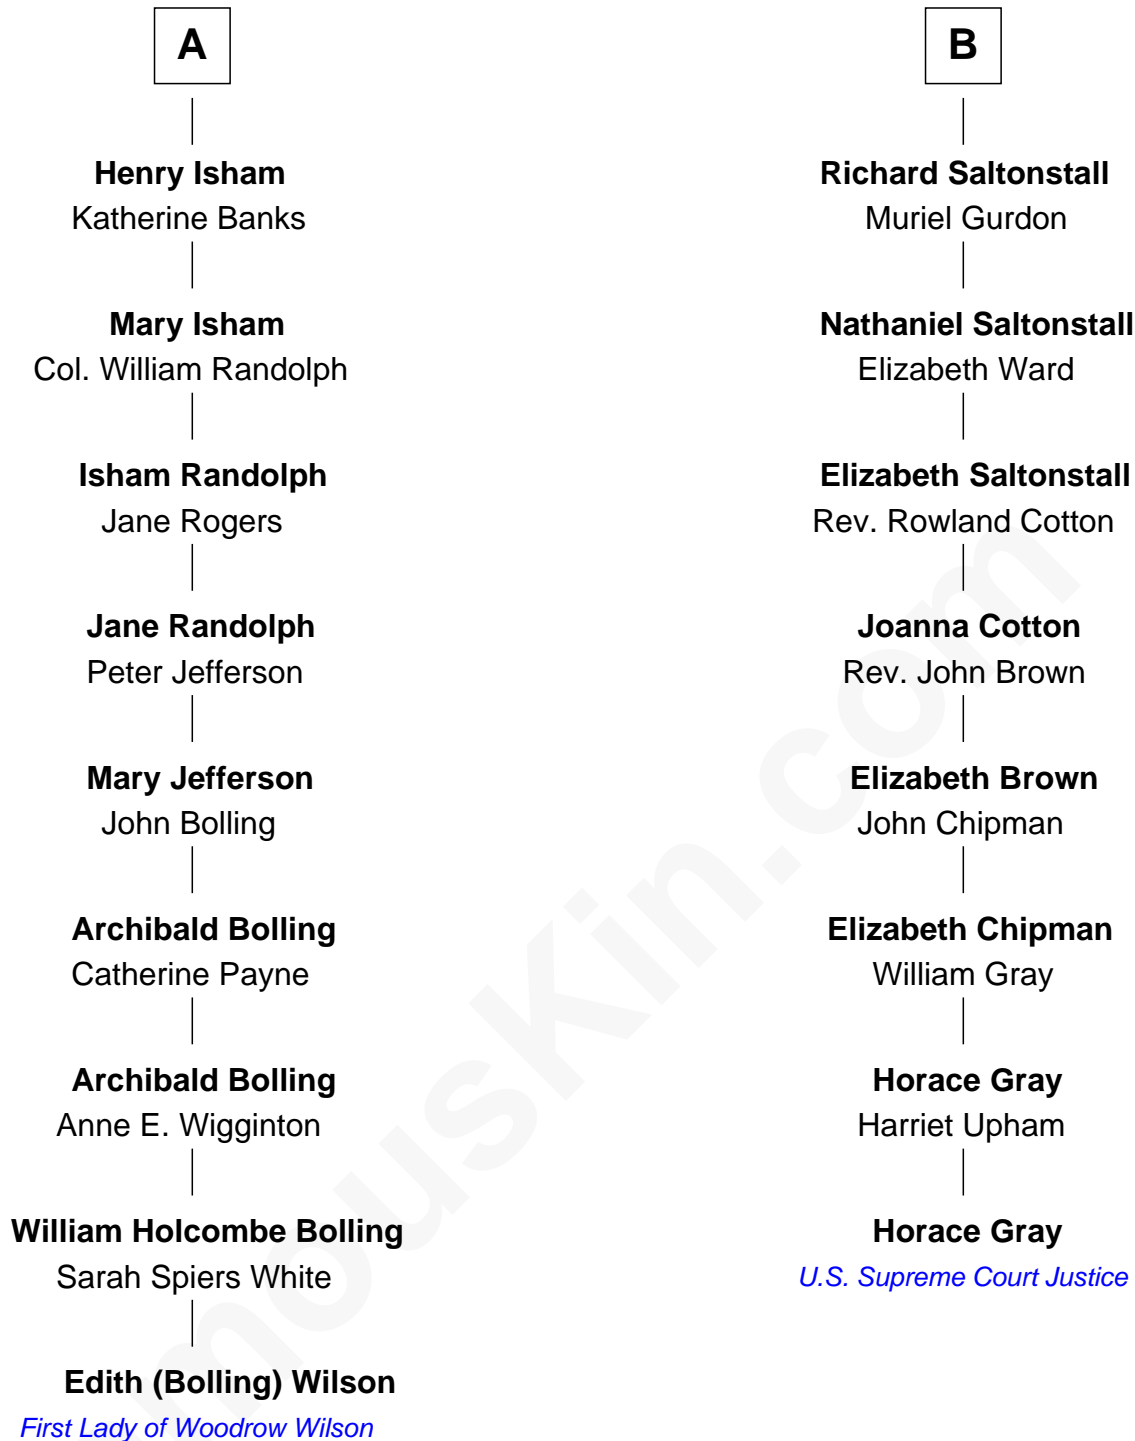 A
Henry Isham
Katherine Banks
Mary Isham
Col. William Randolph
Isham Randolph
Jane Rogers
Jane Randolph
Peter Jefferson
Mary Jefferson
John Bolling
Archibald Bolling
Catherine Payne
Archibald Bolling
Anne E. Wigginton
William Holcombe Bolling
Sarah Spiers White
Edith (Bolling) Wilson
First Lady of Woodrow Wilson
B
Richard Saltonstall
Muriel Gurdon
Nathaniel Saltonstall
Elizabeth Ward
Elizabeth Saltonstall
Rev. Rowland Cotton
Joanna Cotton
Rev. John Brown
Elizabeth Brown
John Chipman
Elizabeth Chipman
William Gray
Horace Gray
Harriet Upham
Horace Gray
U.S. Supreme Court Justice
mouskin.com